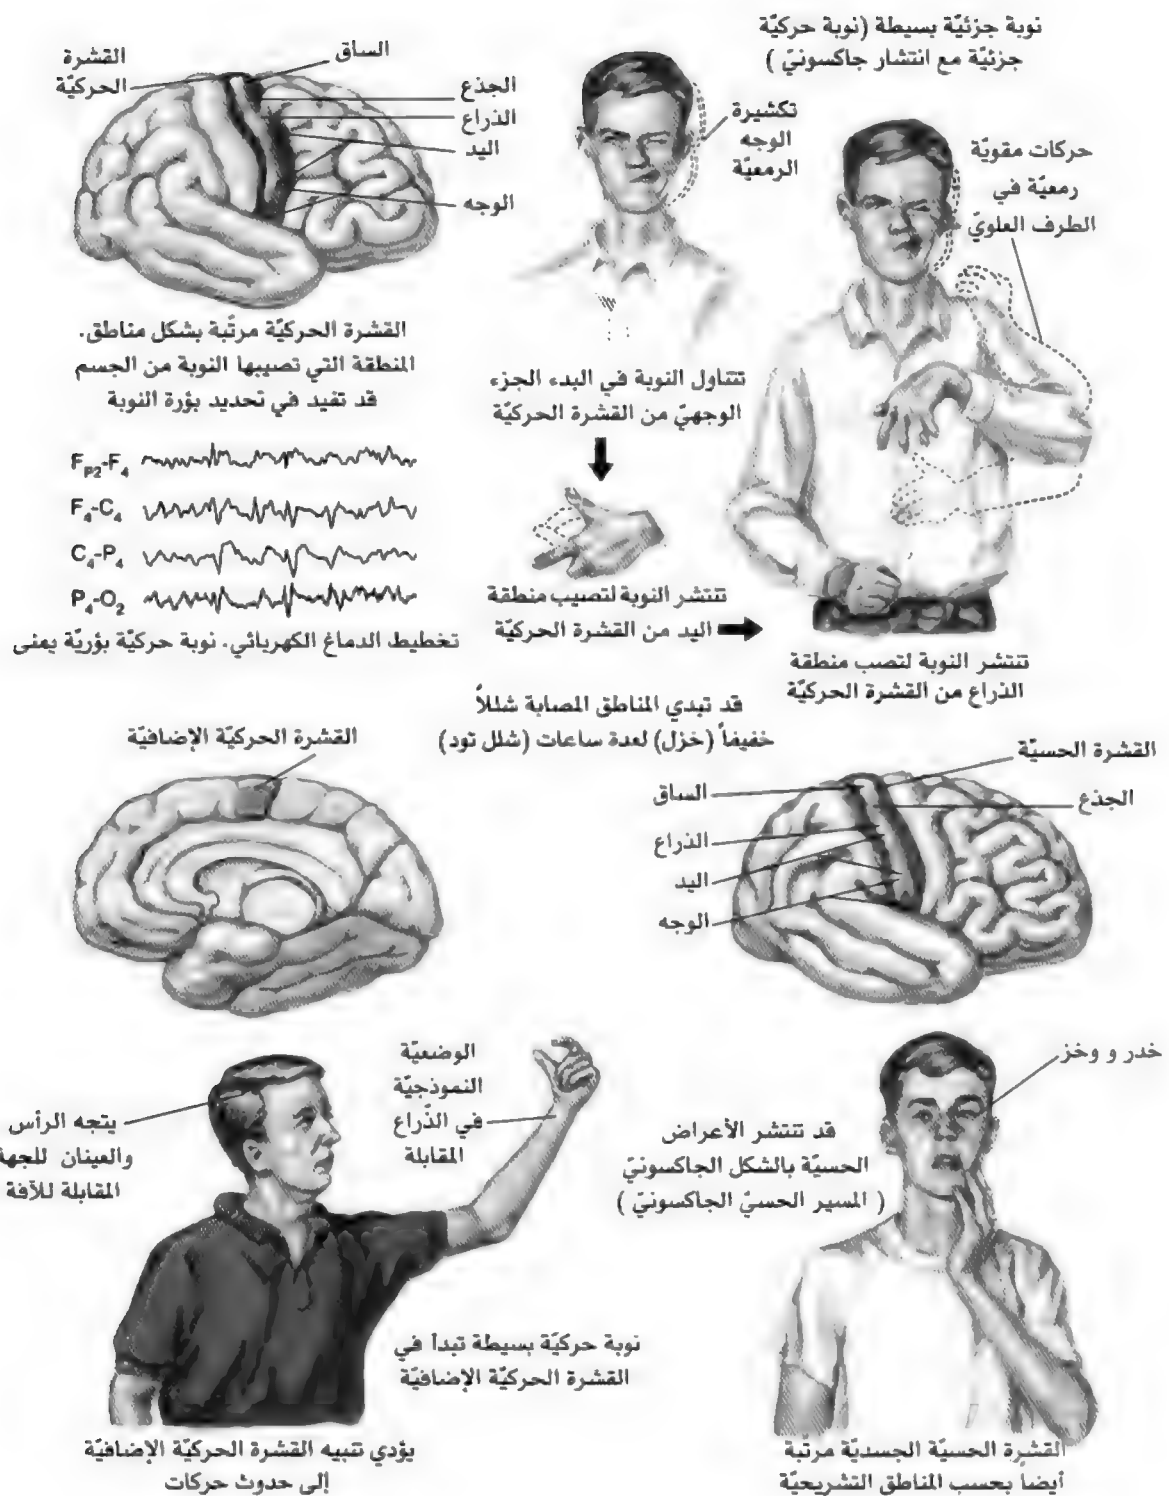 نوبة جزئيّة بسيطة (نوبة حركيّة
جزئيّة مع انتشار جاكسونيّ )
القشرة
الحركيّة
الساق
الجذع
الذراع
اليد
الوجه
تكشيرة
الوجه
الرمعيّة
حركات مقويّة
رمعيّة في
الطرف العلويّ
القشرة الحركيّة مرتّبة بشكل مناطق.
المنطقة التي تصيبها النوبة من الجسم
قد تفيد في تحديد بؤرة النوبة
تتناول النوبة في البدء الجزء
الوجهيّ من القشرة الحركيّة
F₍P2₎-F₄
F₄-C₄
C₄-P₄
P₄-O₂
تخطيط الدماغ الكهربائي. نوبة حركيّة بؤريّة يمنى
تنتشر النوبة لتصيب منطقة
اليد من القشرة الحركيّة
تنتشر النوبة لتصب منطقة
الذراع من القشرة الحركيّة
قد تبدي المناطق المصابة شللاً
خفيفاً (خزل) لعدة ساعات (شلل تود)
القشرة الحركيّة الإضافيّة
القشرة الحسيّة
الساق
الجذع
الذراع
اليد
الوجه
الوضعيّة
النموذجيّة
في الذّراع
المقابلة
يتجه الرأس
والعينان للجهة
المقابلة للآفة
خدر و وخز
قد تنتشر الأعراض
الحسيّة بالشكل الجاكسونيّ
( المسير الحسيّ الجاكسونيّ )
نوبة حركيّة بسيطة تبدأ في
القشرة الحركيّة الإضافيّة
يؤدي تنبيه القشرة الحركيّة الإضافيّة
إلى حدوث حركات
القشرة الحسيّة الجسديّة مرتّبة
أيضاً بحسب المناطق التشريحيّة